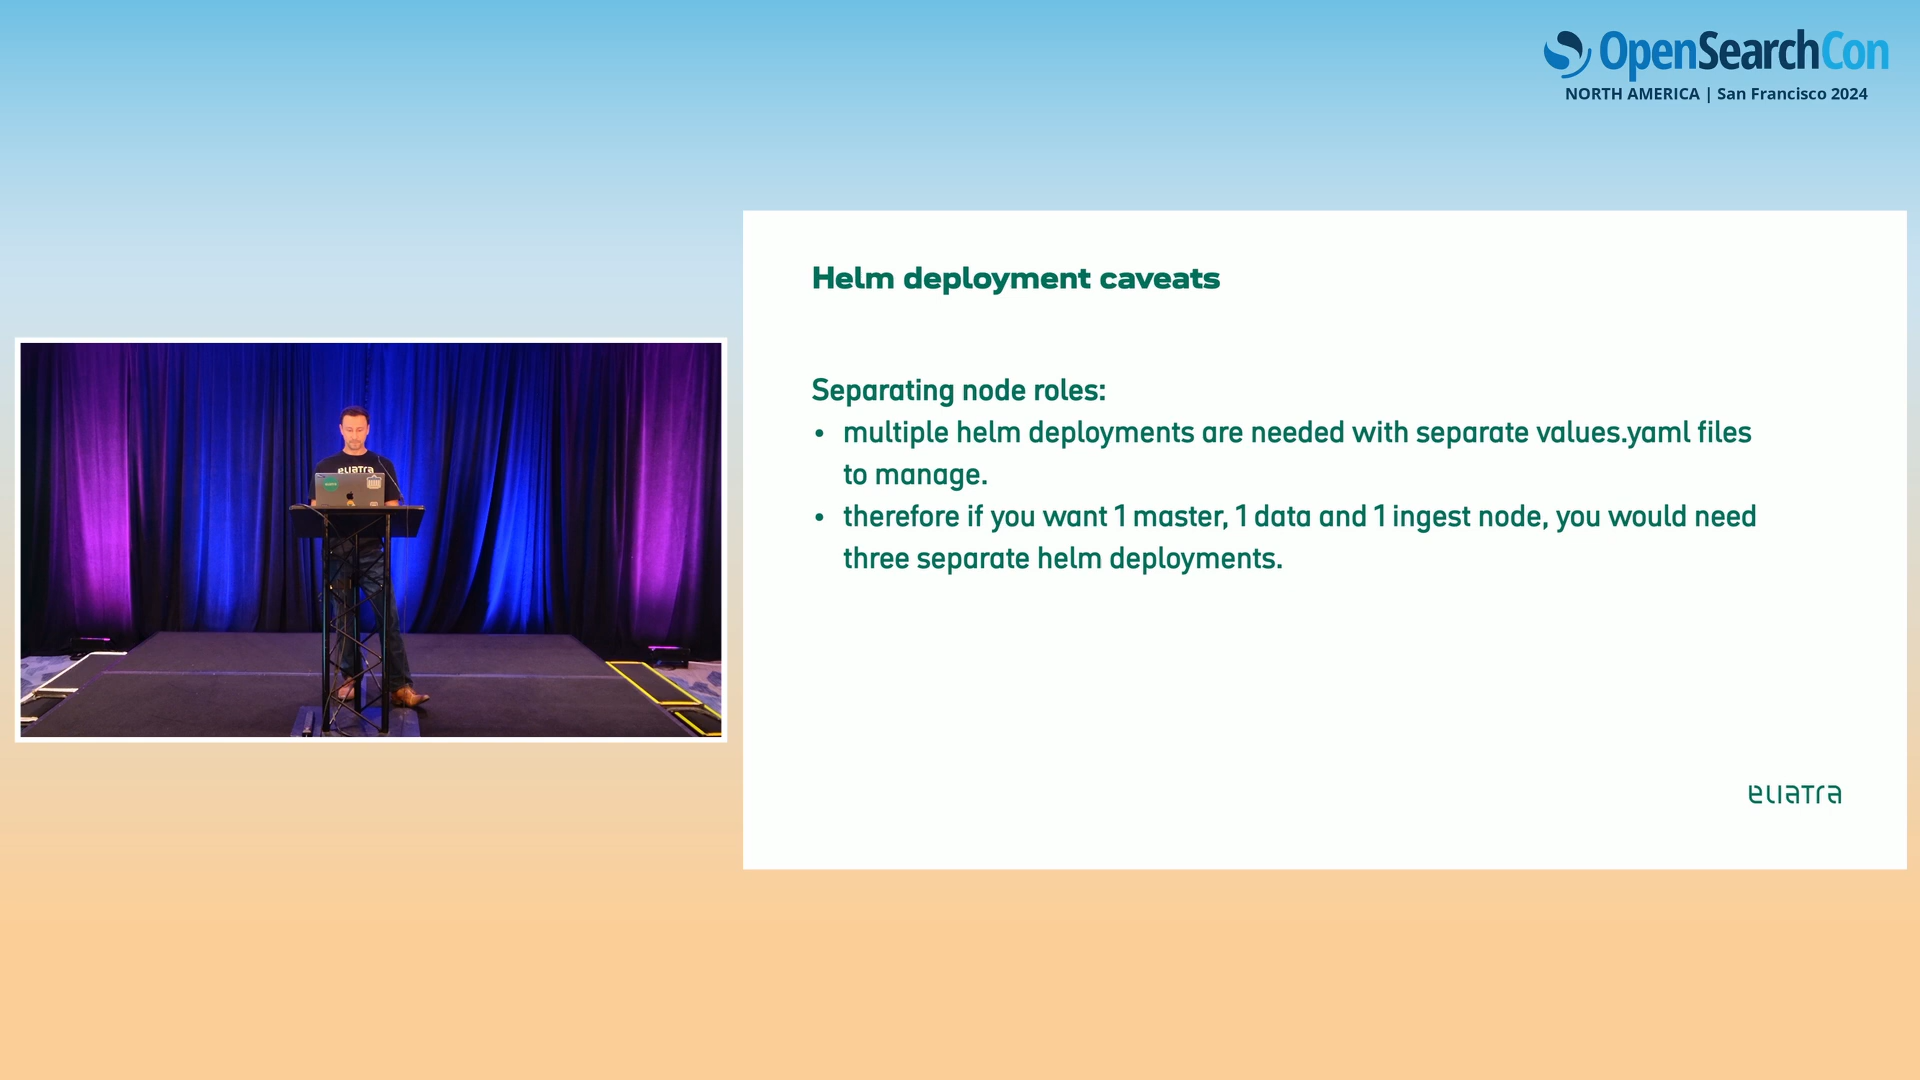 OpenSearchCon
NORTH AMERICA | San Francisco 2024
Helm deployment caveats
Separating node roles:
• multiple helm deployments are needed with separate values.yaml files
to manage.
• therefore if you want 1 master, 1 data and 1 ingest node, you would need
three separate helm deployments.
eliatra
eliatra